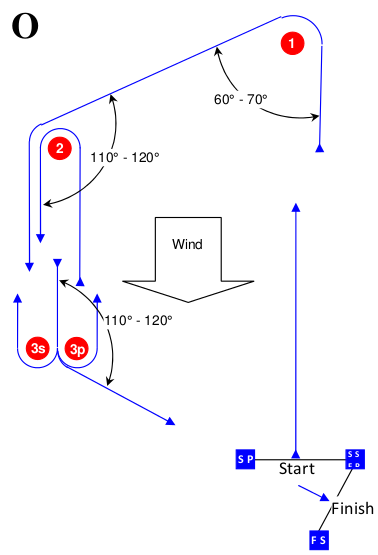 O
1
60° - 70°
2
110° - 120°
Wind
110° - 120°
3s
3p
S P
S S
F P
Start
Finish
F S